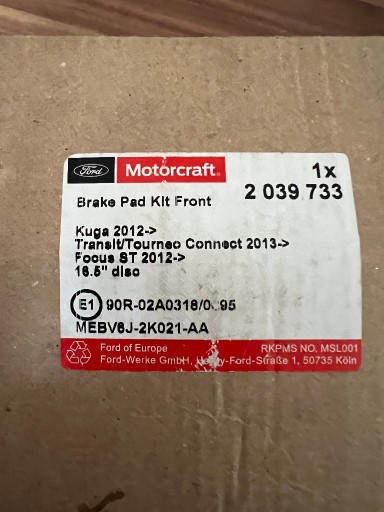 Ford Motorcraft 1x
2 039 733
Brake Pad Kit Front
Kuga 2012->
Transit/Tourneo Connect 2013->
Focus ST 2012->
16.5" disc
E1 90R-02A0318/
MEBV6J-2K021-AA
Ford of Europe RKPMS NO. MSL001
Ford-Werke GmbH, Henry-Ford-Straße 1, 50735 Köln